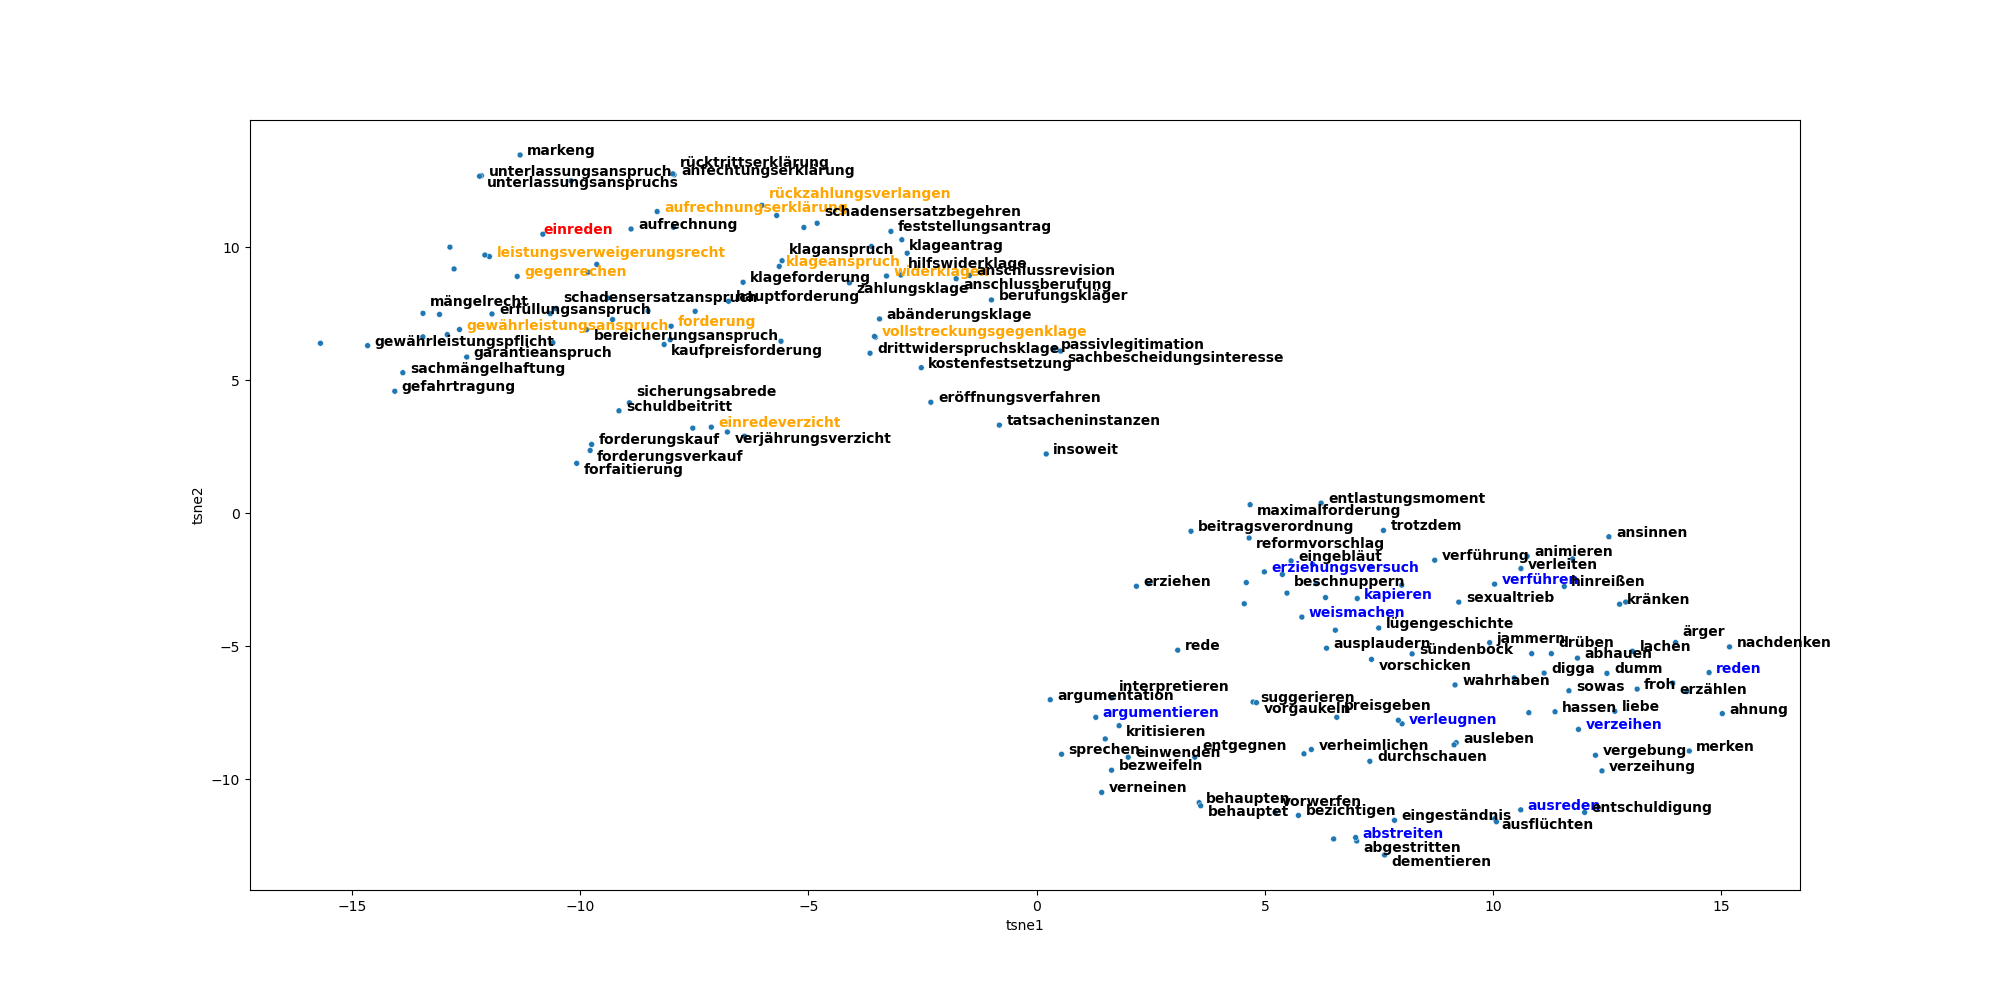 markeng
rücktrittserklärung
unterlassungsanspruch
anfechtungserklärung
unterlassungsanspruchs
rückzahlungsverlangen
aufrechnungserklärung
schadensersatzbegehren
aufrechnung
feststellungsantrag
einreden
klageantrag
klaganspruch
leistungsverweigerungsrecht
klageanspruch
hilfswiderklage
gegenrechen
widerklagen
anschlussrevision
klageforderung
anschlussberufung
zahlungsklage
mängelrecht
schadensersatzanspruch
hauptforderung
berufungskläger
erfüllungsanspruch
abänderungsklage
gewährleistungsanspruch
forderung
vollstreckungsgegenklage
bereicherungsanspruch
gewährleistungspflicht
passivlegitimation
garantieanspruch
kaufpreisforderung
drittwiderspruchsklage
sachbescheidungsinteresse
sachmängelhaftung
kostenfestsetzung
gefahrtragung
sicherungsabrede
eröffnungsverfahren
schuldbeitritt
einredeverzicht
tatsacheninstanzen
forderungskauf
verjährungsverzicht
insoweit
forderungsverkauf
forfaitierung
entlastungsmoment
maximalforderung
beitragsverordnung
trotzdem
ansinnen
reformvorschlag
eingebläut
verführung
animieren
erziehungsversuch
verleiten
erziehen
beschnuppern
verführen
hinreißen
kapieren
sexualtrieb
kränken
weismachen
lügengeschichte
ärger
rede
ausplaudern
jammern
drüben
lachen
nachdenken
sündenbock
abhauen
vorschicken
digga
dumm
reden
interpretieren
wahrhaben
sowas
froh
erzählen
argumentation
suggerieren
vorgaukeln
preisgeben
hassen
liebe
ahnung
argumentieren
verleugnen
verzeihen
kritisieren
ausleben
sprechen
einwenden
entgegnen
verheimlichen
vergebung
merken
bezweifeln
durchschauen
verzeihung
verneinen
behaupten
vorwerfen
ausreden
entschuldigung
behauptet
bezichtigen
eingeständnis
ausflüchten
abstreiten
abgestritten
dementieren
10
5
0
−5
−10
tsne2
−15
−10
−5
0
5
10
15
tsne1